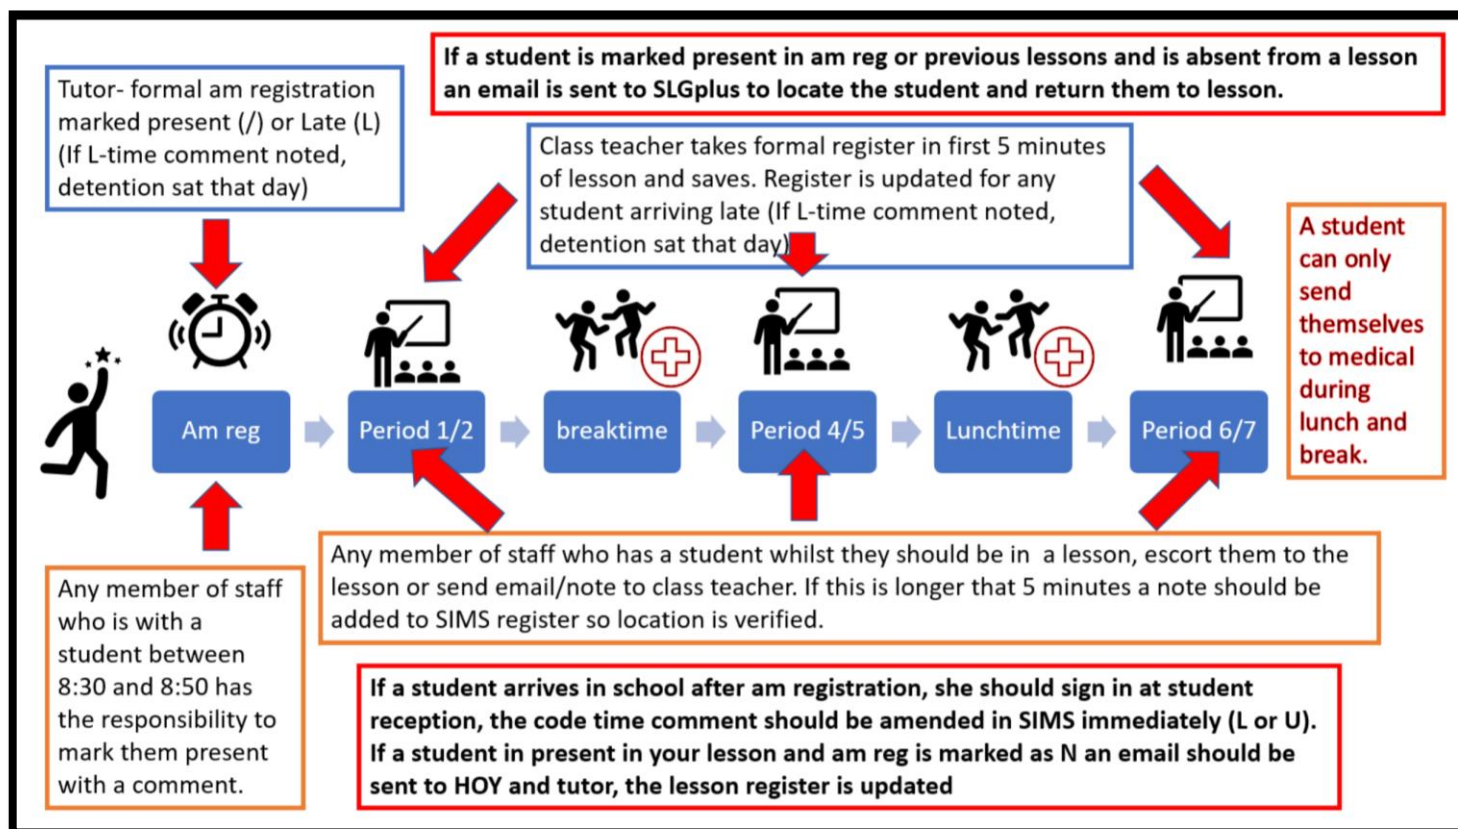 If a student is marked present in am reg or previous lessons and is absent from a lesson
an email is sent to SLGplus to locate the student and return them to lesson.
Tutor- formal am registration
marked present (/) or Late (L)
(If L-time comment noted,
detention sat that day)
Class teacher takes formal register in first 5 minutes
of lesson and saves. Register is updated for any
student arriving late (If L-time comment noted,
detention sat that day)
A student
can only
send
themselves
to medical
during
lunch and
break.
Am reg
Period 1/2
breaktime
Period 4/5
Lunchtime
Period 6/7
Any member of staff
who is with a
student between
8:30 and 8:50 has
the responsibility to
mark them present
with a comment.
Any member of staff who has a student whilst they should be in a lesson, escort them to the
lesson or send email/note to class teacher. If this is longer that 5 minutes a note should be
added to SIMS register so location is verified.
If a student arrives in school after am registration, she should sign in at student
reception, the code time comment should be amended in SIMS immediately (L or U).
If a student in present in your lesson and am reg is marked as N an email should be
sent to HOY and tutor, the lesson register is updated